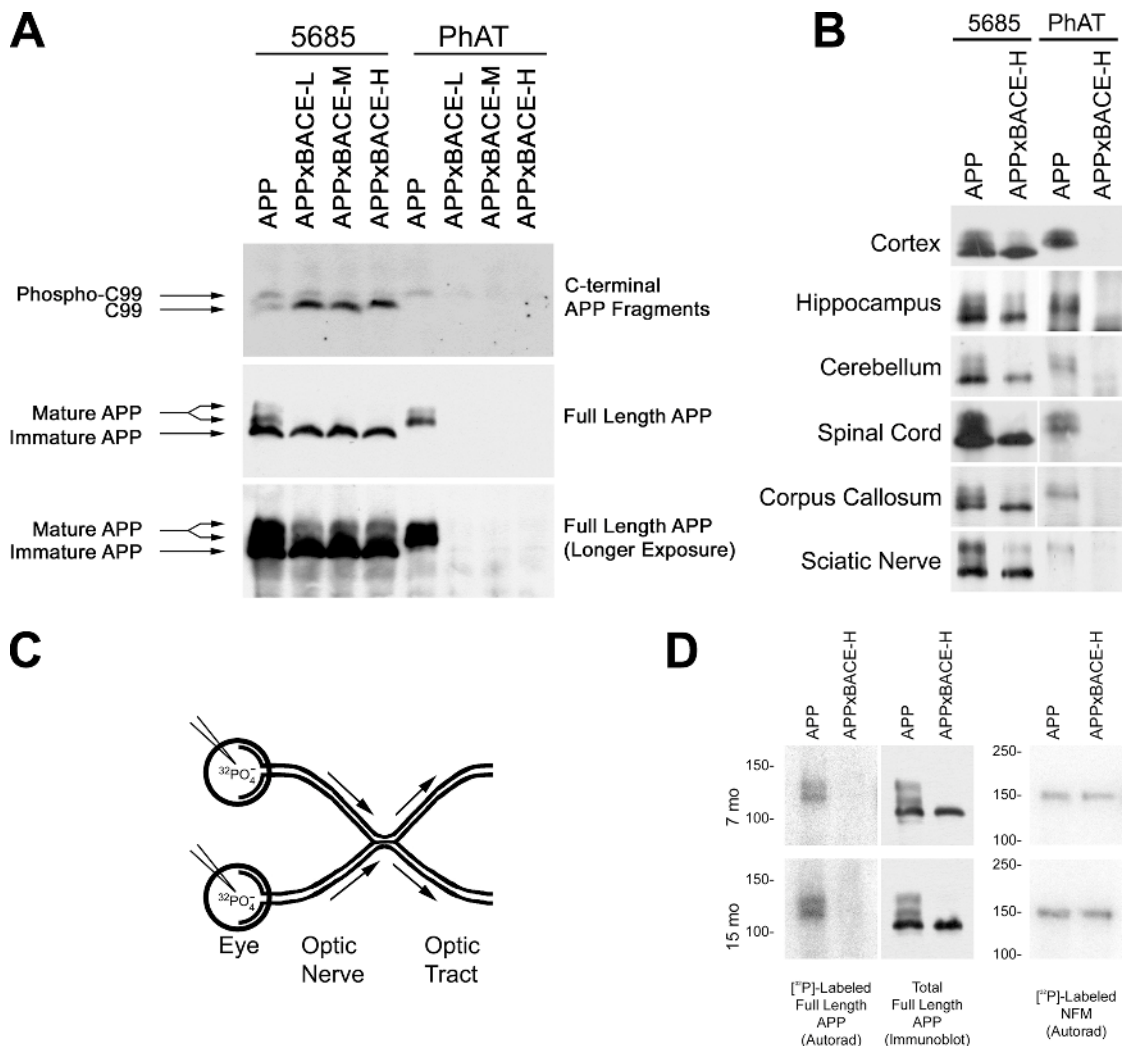 A
5685
PhAT
APP
APPxBACE-L
APPxBACE-M
APPxBACE-H
APP
APPxBACE-L
APPxBACE-M
APPxBACE-H
Phospho-C99
C99
C-terminal
APP Fragments
Mature APP
Immature APP
Full Length APP
Mature APP
Immature APP
Full Length APP
(Longer Exposure)
B
5685
PhAT
APP
APPxBACE-H
APP
APPxBACE-H
Cortex
Hippocampus
Cerebellum
Spinal Cord
Corpus Callosum
Sciatic Nerve
C
³²PO₄⁻
³²PO₄⁻
Eye
Optic
Nerve
Optic
Tract
D
APP
APPxBACE-H
APP
APPxBACE-H
APP
APPxBACE-H
7 mo
150-
100-
250-
150-
100-
15 mo
150-
100-
250-
150-
100-
[³²P]-Labeled
Full Length
APP
(Autorad)
Total
Full Length
APP
(Immunoblot)
[³²P]-Labeled
NFM
(Autorad)